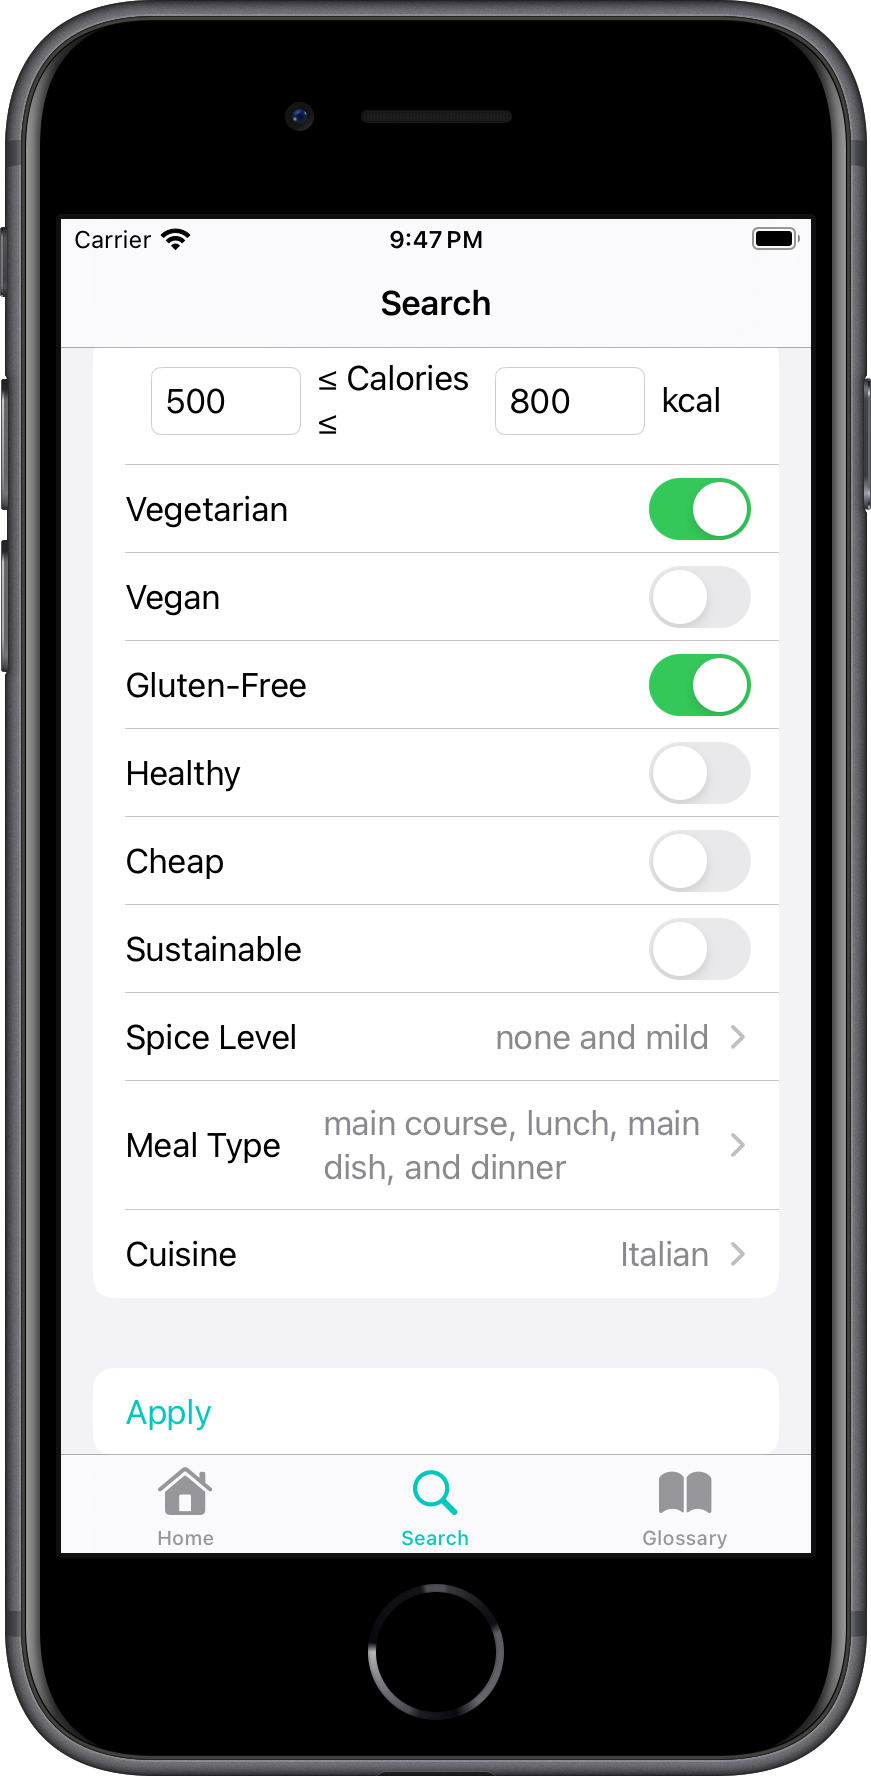 Carrier 9:47 PM
Search
500 ≤ Calories ≤ 800 kcal
Vegetarian
Vegan
Gluten-Free
Healthy
Cheap
Sustainable
Spice Level none and mild
Meal Type main course, lunch, main
dish, and dinner
Cuisine Italian
Apply
Home Search Glossary